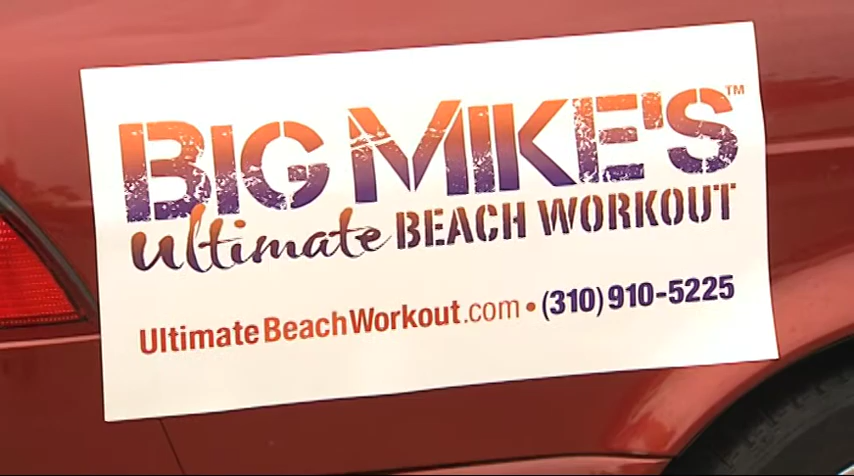 BIG MIKE'S™
Ultimate BEACH WORKOUT
UltimateBeachWorkout.com • (310) 910-5225